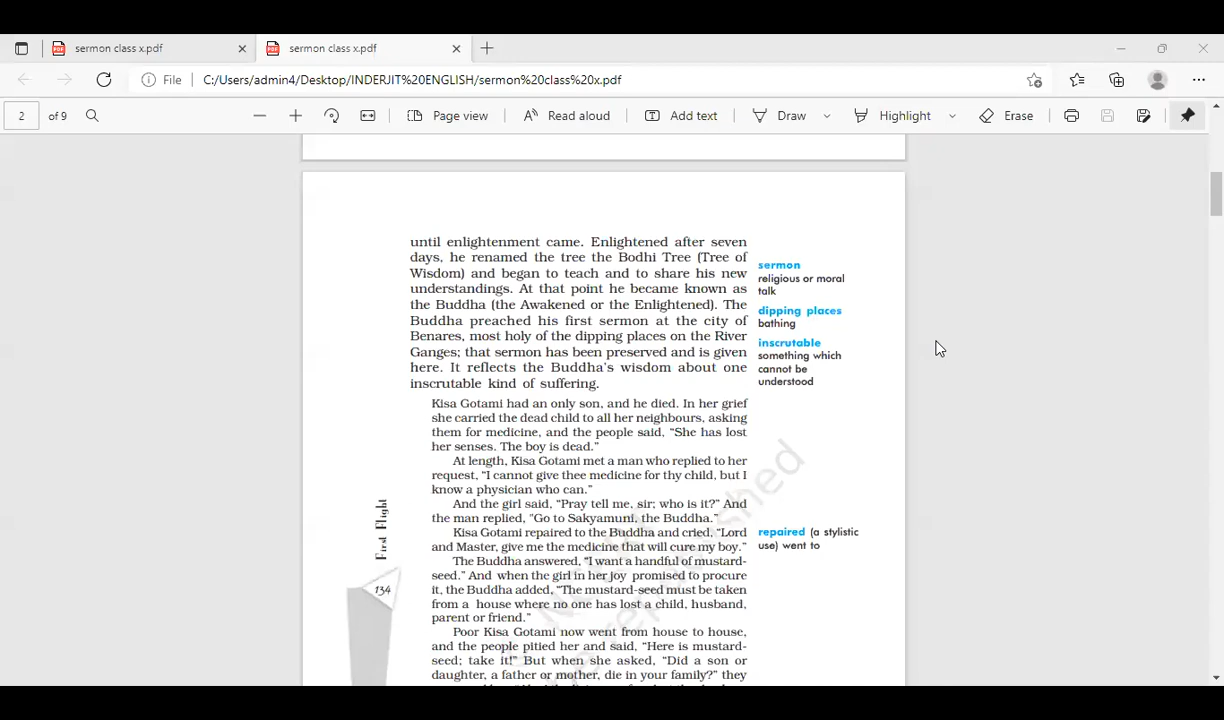 sermon class x.pdf
sermon class x.pdf
File
C:/Users/admin4/Desktop/INDERJIT%20ENGLISH/sermon%20class%20x.pdf
2 of 9
Page view
Read aloud
Add text
Draw
Highlight
Erase
until enlightenment came. Enlightened after seven
days, he renamed the tree the Bodhi Tree (Tree of
Wisdom) and began to teach and to share his new
understandings. At that point he became known as
the Buddha (the Awakened or the Enlightened). The
Buddha preached his first sermon at the city of
Benares, most holy of the dipping places on the River
Ganges; that sermon has been preserved and is given
here. It reflects the Buddha's wisdom about one
inscrutable kind of suffering.
sermon
religious or moral
talk
dipping places
bathing
inscrutable
something which
cannot be
understood
Kisa Gotami had an only son, and he died. In her grief
she carried the dead child to all her neighbours, asking
them for medicine, and the people said, “She has lost
her senses. The boy is dead.”
At length, Kisa Gotami met a man who replied to her
request, “I cannot give thee medicine for thy child, but I
know a physician who can.”
And the girl said, “Pray tell me, sir; who is it?” And
the man replied, “Go to Sakyamuni, the Buddha.”
Kisa Gotami repaired to the Buddha and cried, “Lord
and Master, give me the medicine that will cure my boy.”
The Buddha answered, “I want a handful of mustard-
seed.” And when the girl in her joy promised to procure
it, the Buddha added, “The mustard-seed must be taken
from a house where no one has lost a child, husband,
parent or friend.”
Poor Kisa Gotami now went from house to house,
and the people pitied her and said, “Here is mustard-
seed; take it!” But when she asked, “Did a son or
daughter, a father or mother, die in your family?” they
repaired (a stylistic
use) went to
First Flight
134